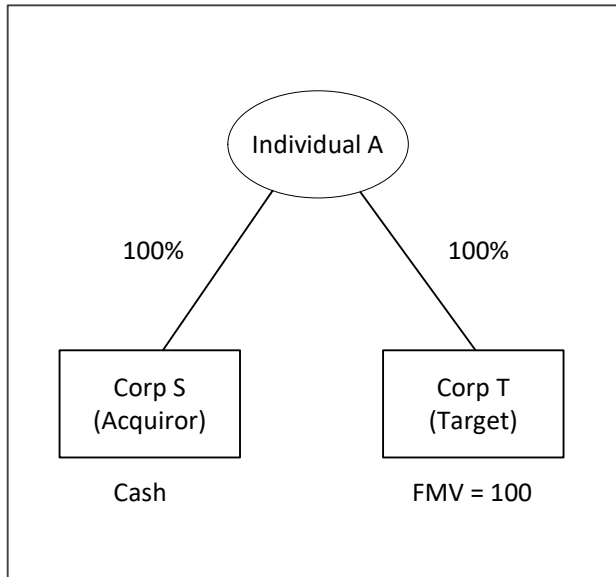 Individual A
100%
100%
Corp S
(Acquiror)
Corp T
(Target)
Cash
FMV = 100